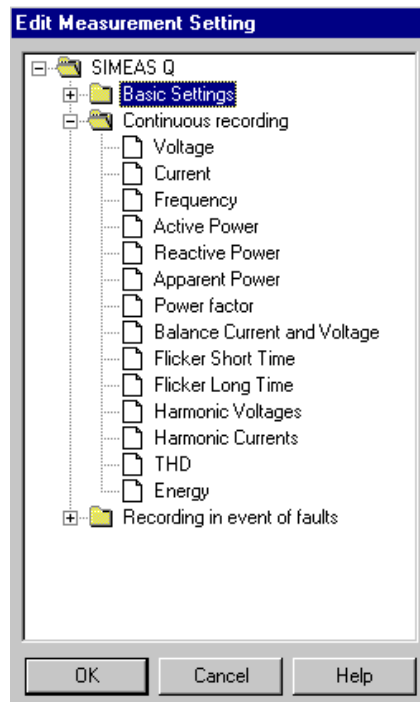 Edit Measurement Setting
SIMEAS Q
Basic Settings
Continuous recording
Voltage
Current
Frequency
Active Power
Reactive Power
Apparent Power
Power factor
Balance Current and Voltage
Flicker Short Time
Flicker Long Time
Harmonic Voltages
Harmonic Currents
THD
Energy
Recording in event of faults
OK Cancel Help